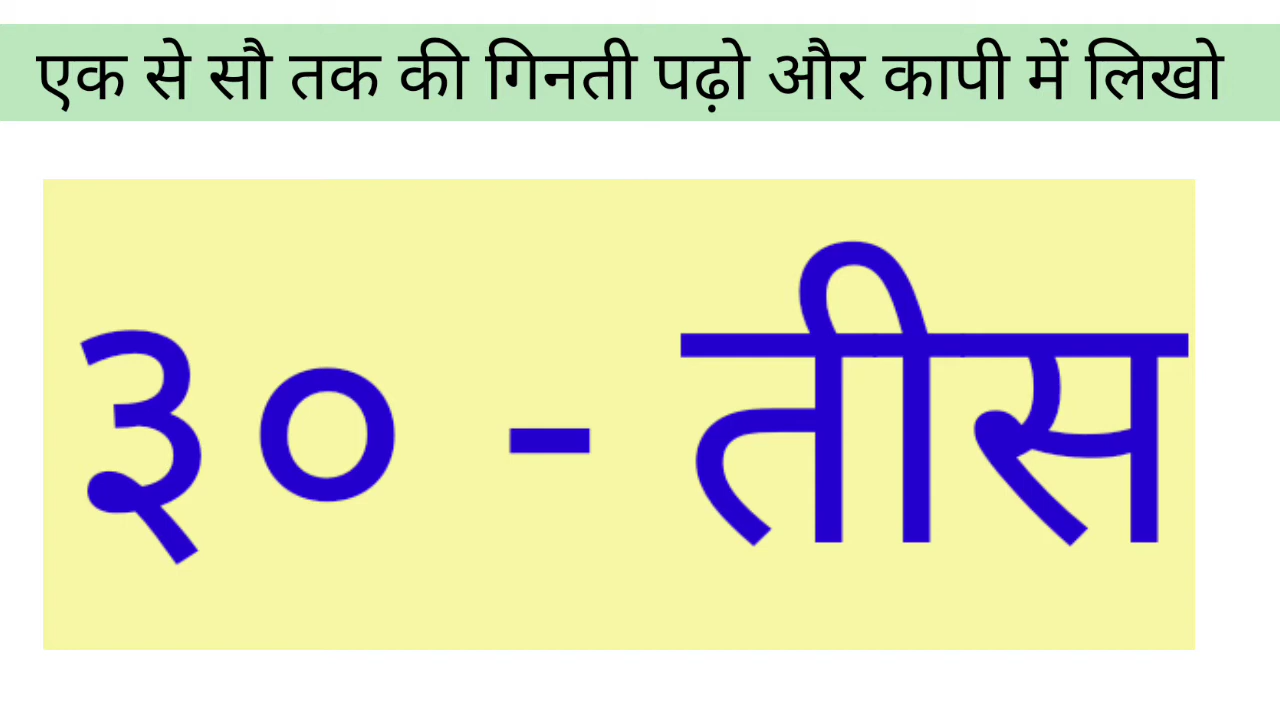 एक से सौ तक की गिनती पढ़ो और कापी में लिखो
३० - तीस